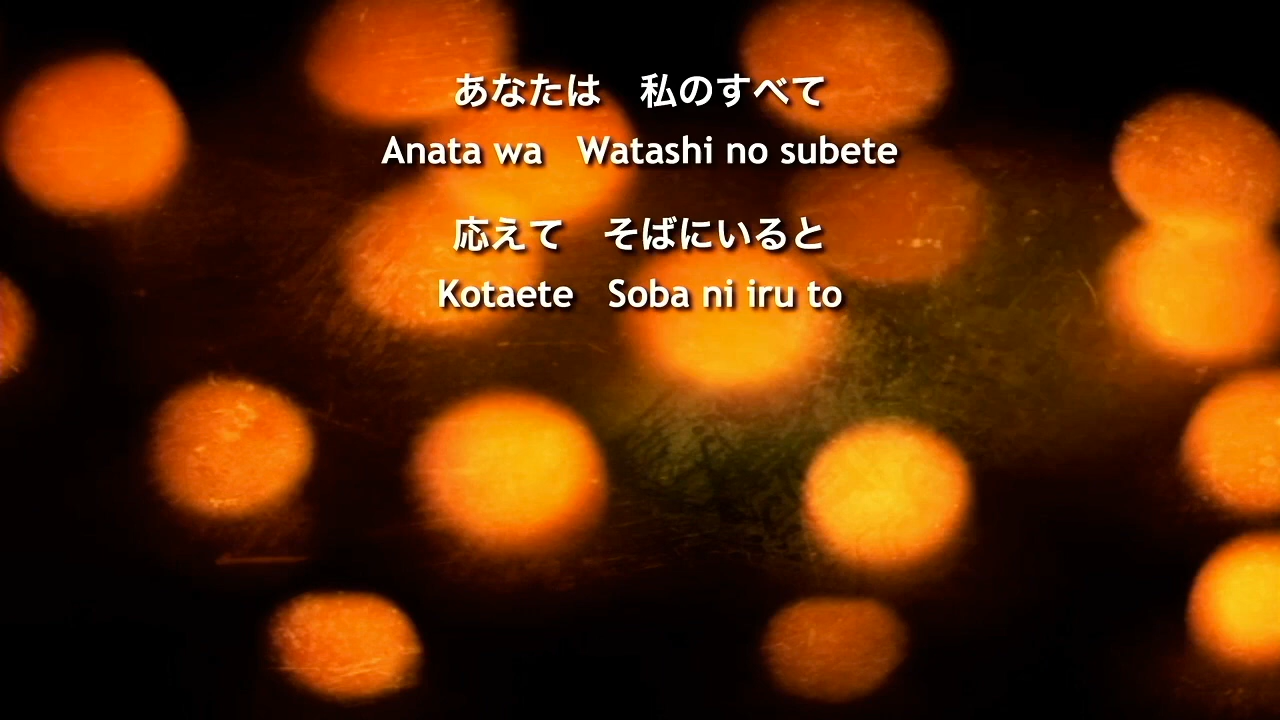 あなたは　私のすべて
Anata wa　Watashi no subete
応えて　そばにいると
Kotaete　Soba ni iru to